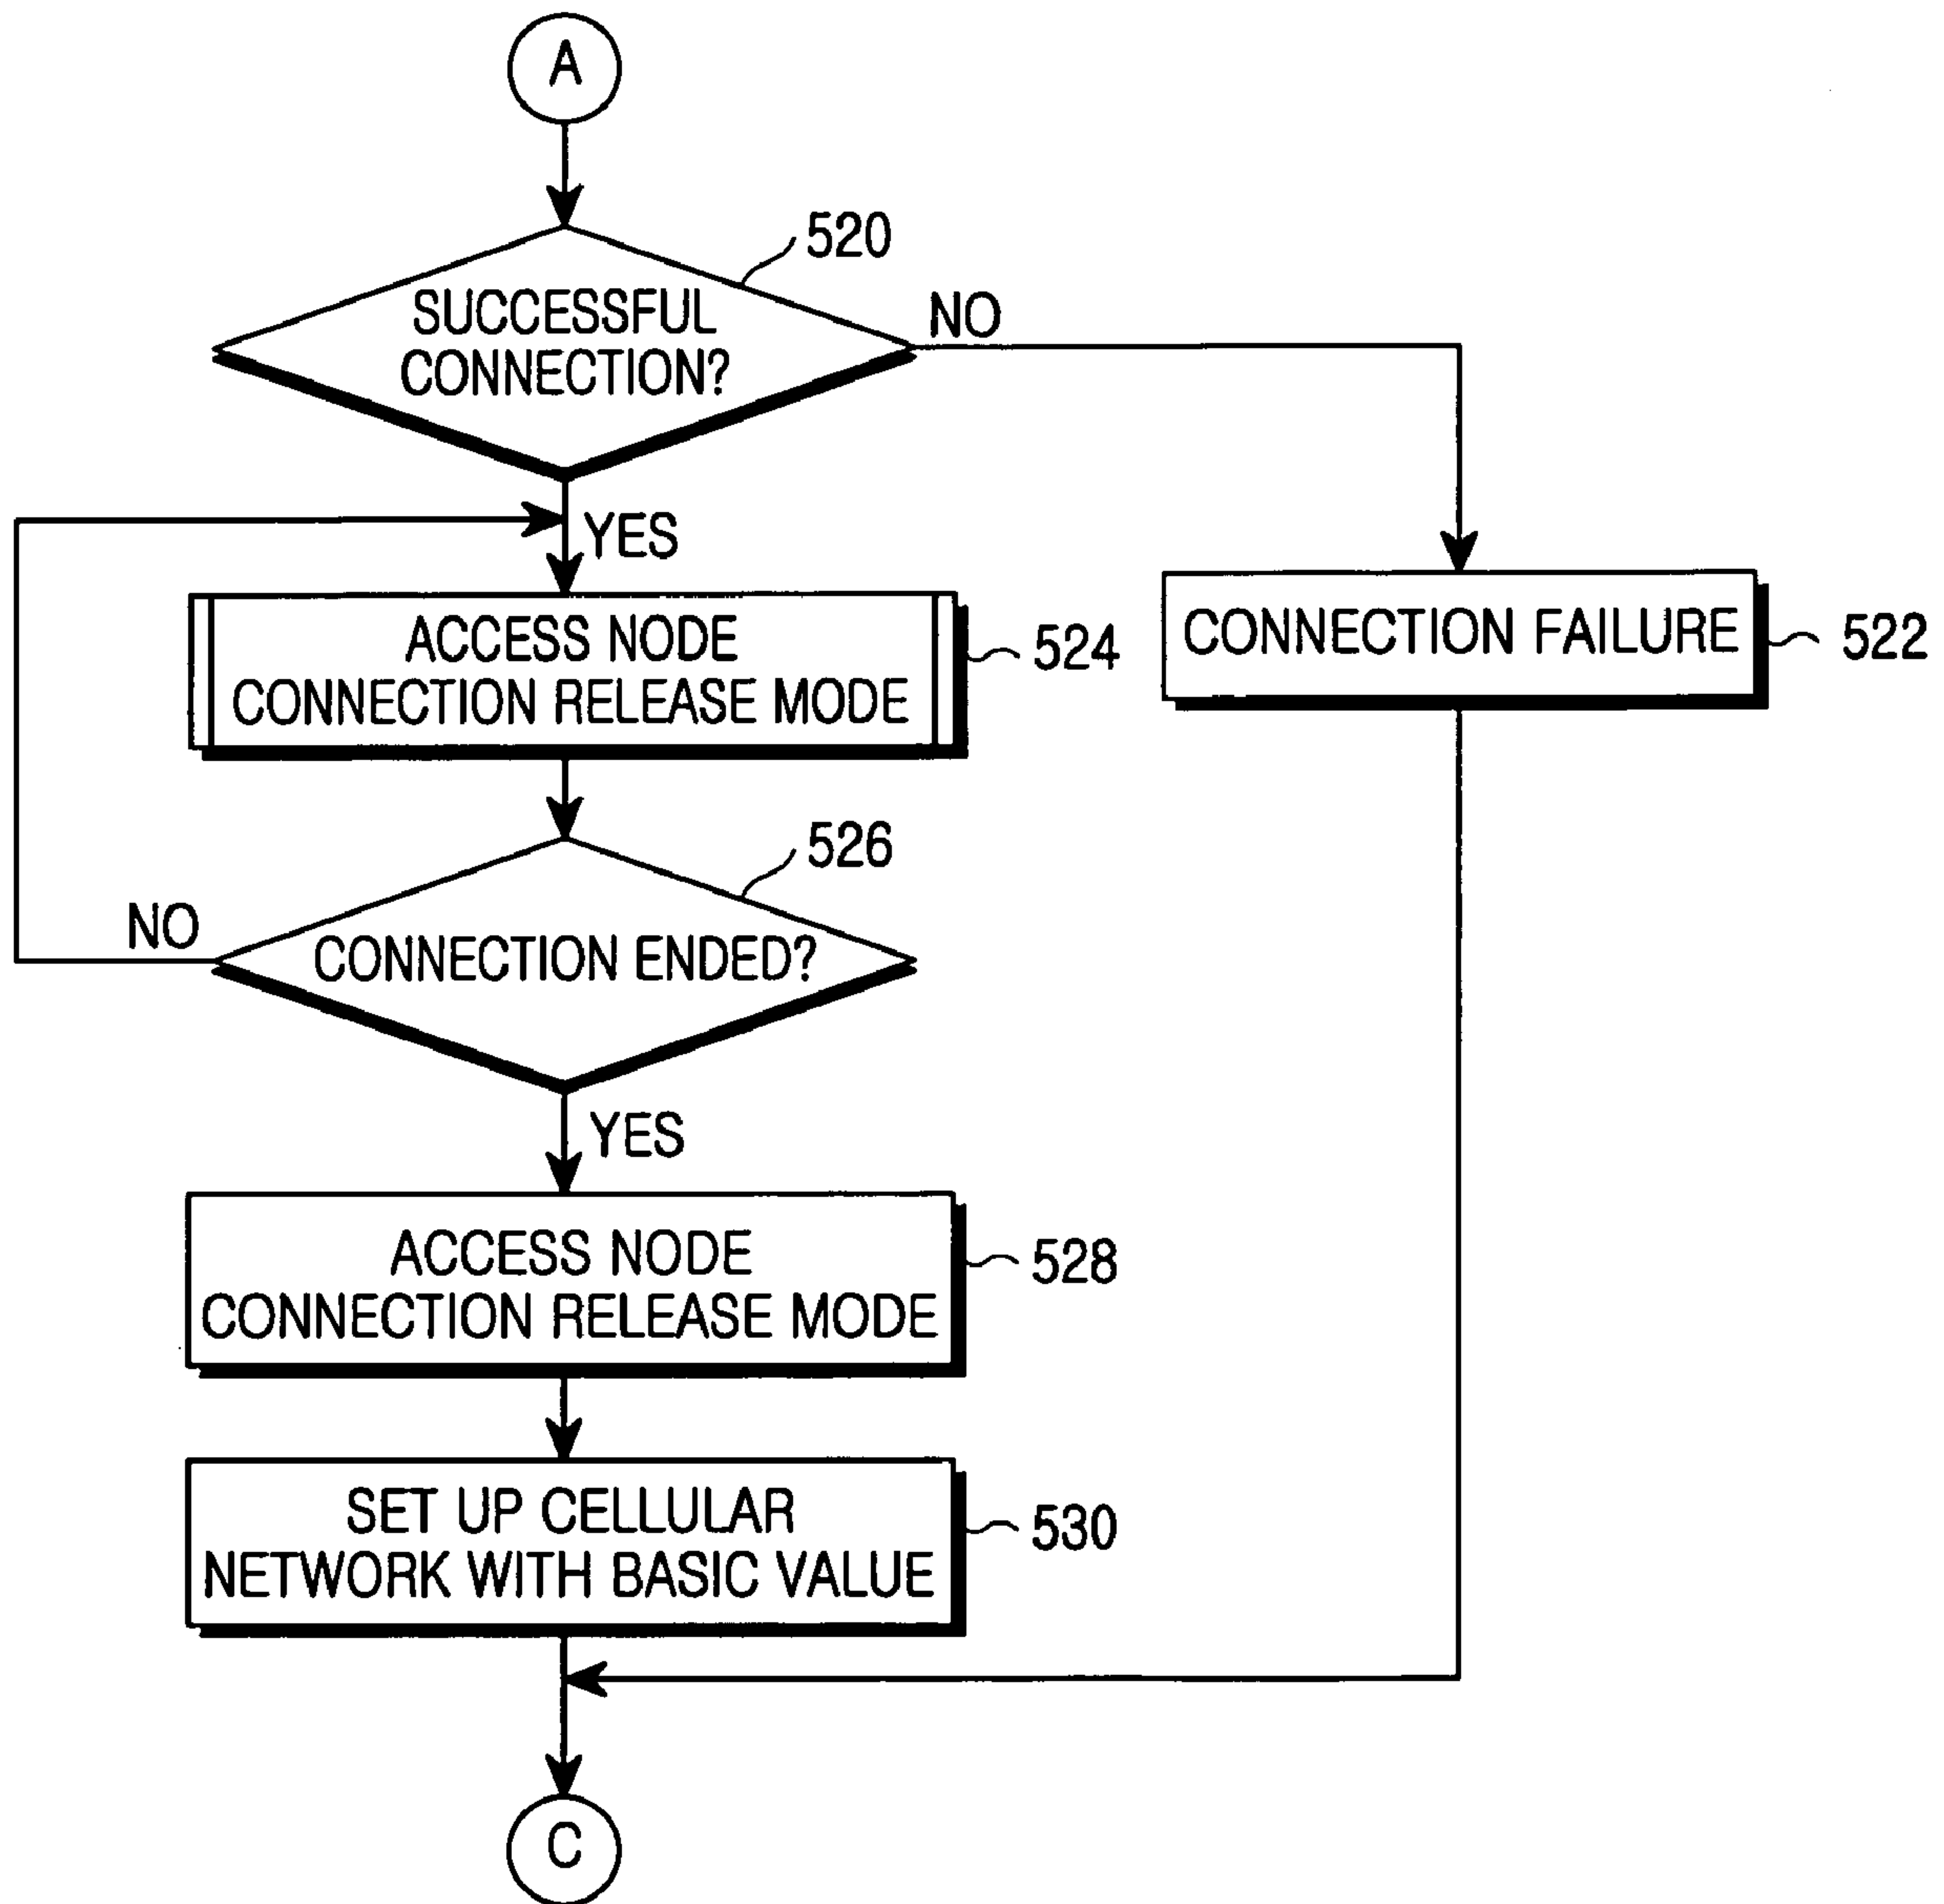 A
520
SUCCESSFUL
CONNECTION?
NO
YES
ACCESS NODE
CONNECTION RELEASE MODE
524
CONNECTION FAILURE
522
526
NO
CONNECTION ENDED?
YES
ACCESS NODE
CONNECTION RELEASE MODE
528
SET UP CELLULAR
NETWORK WITH BASIC VALUE
530
C